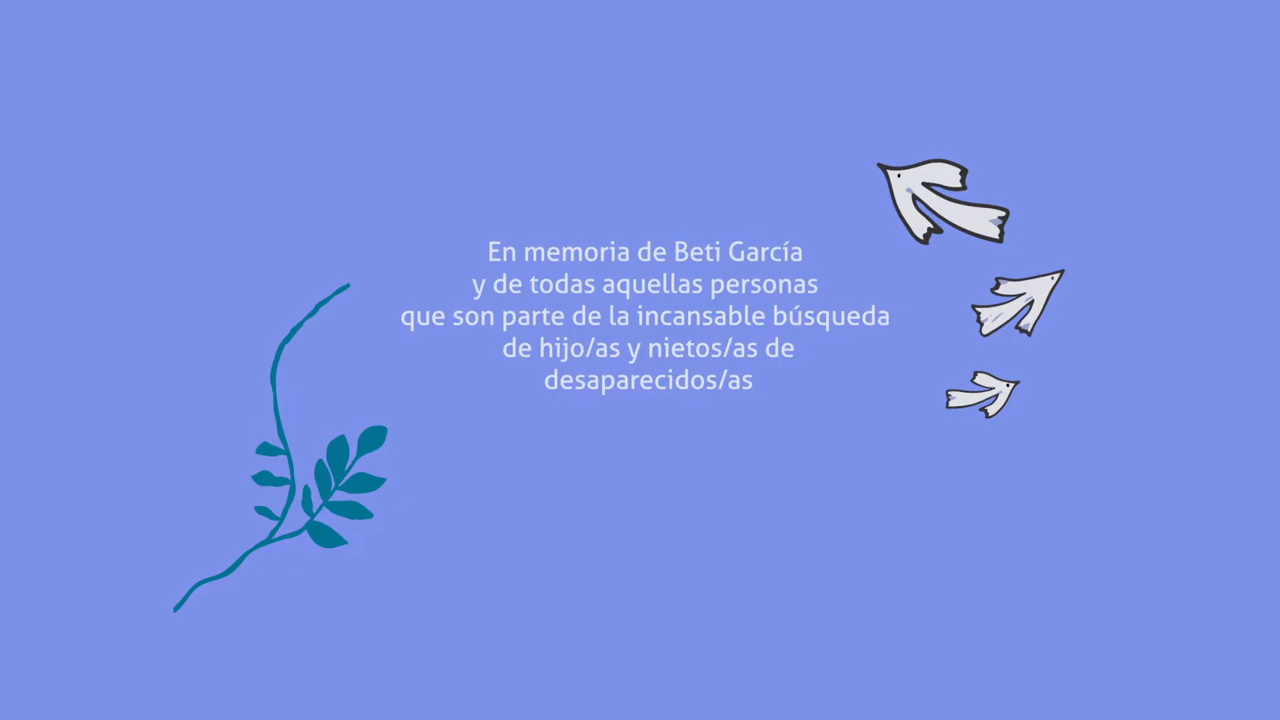 En memoria de Beti García
y de todas aquellas personas
que son parte de la incansable búsqueda
de hijo/as y nietos/as de
desaparecidos/as